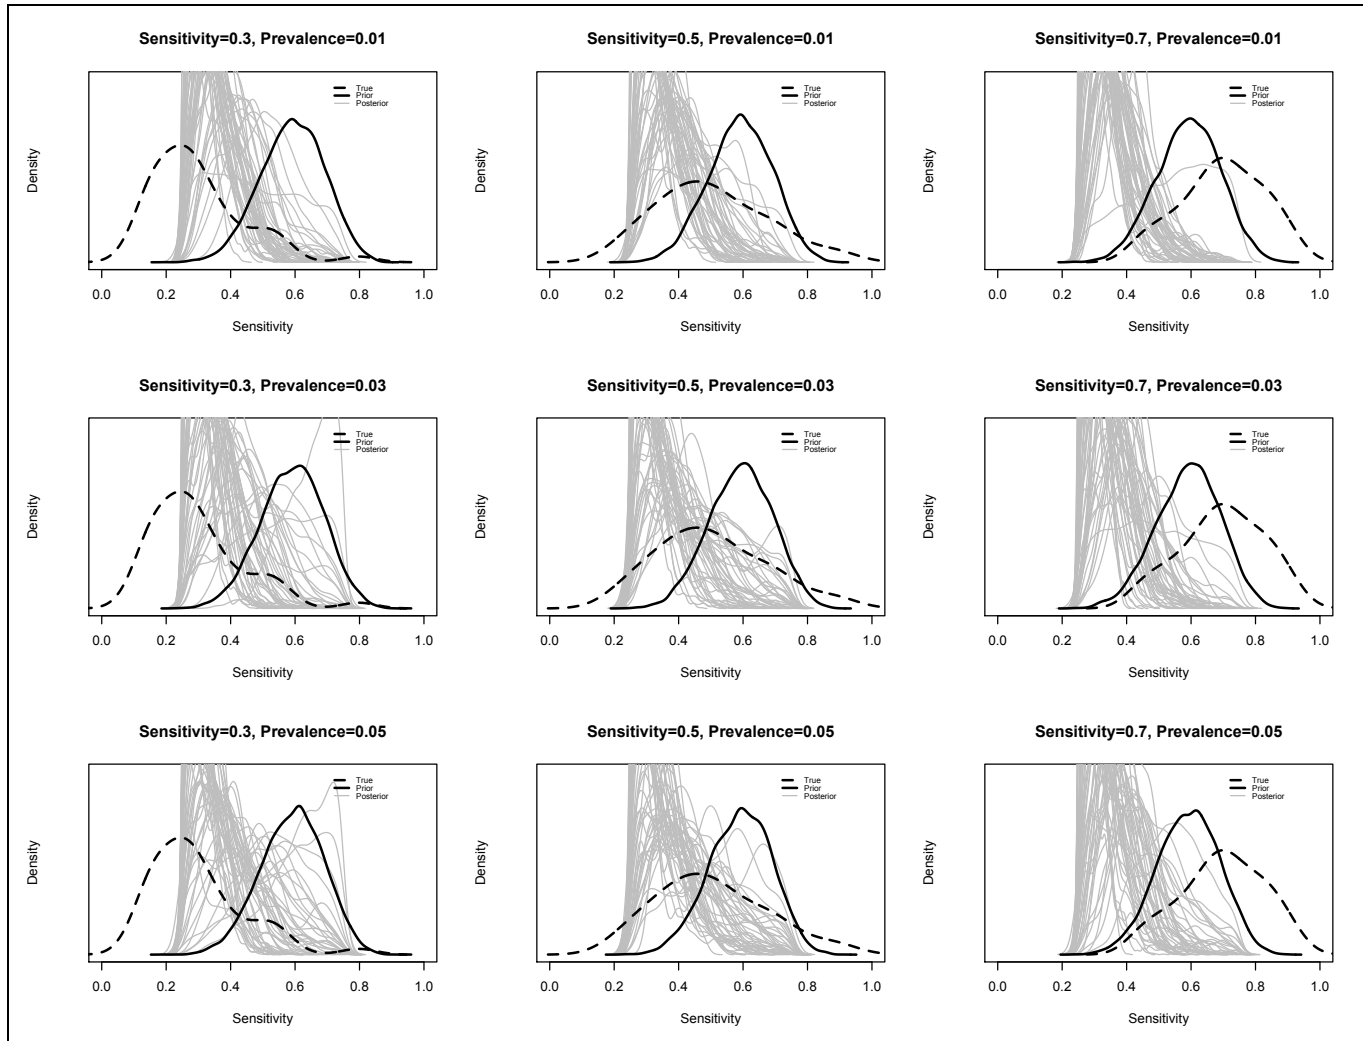 Sensitivity=0.3, Prevalence=0.01
Density
True
Prior
Posterior
0.0 0.2 0.4 0.6 0.8 1.0
Sensitivity
Sensitivity=0.5, Prevalence=0.01
Density
True
Prior
Posterior
0.0 0.2 0.4 0.6 0.8 1.0
Sensitivity
Sensitivity=0.7, Prevalence=0.01
Density
True
Prior
Posterior
0.0 0.2 0.4 0.6 0.8 1.0
Sensitivity
Sensitivity=0.3, Prevalence=0.03
Density
True
Prior
Posterior
0.0 0.2 0.4 0.6 0.8 1.0
Sensitivity
Sensitivity=0.5, Prevalence=0.03
Density
True
Prior
Posterior
0.0 0.2 0.4 0.6 0.8 1.0
Sensitivity
Sensitivity=0.7, Prevalence=0.03
Density
True
Prior
Posterior
0.0 0.2 0.4 0.6 0.8 1.0
Sensitivity
Sensitivity=0.3, Prevalence=0.05
Density
True
Prior
Posterior
0.0 0.2 0.4 0.6 0.8 1.0
Sensitivity
Sensitivity=0.5, Prevalence=0.05
Density
True
Prior
Posterior
0.0 0.2 0.4 0.6 0.8 1.0
Sensitivity
Sensitivity=0.7, Prevalence=0.05
Density
True
Prior
Posterior
0.0 0.2 0.4 0.6 0.8 1.0
Sensitivity